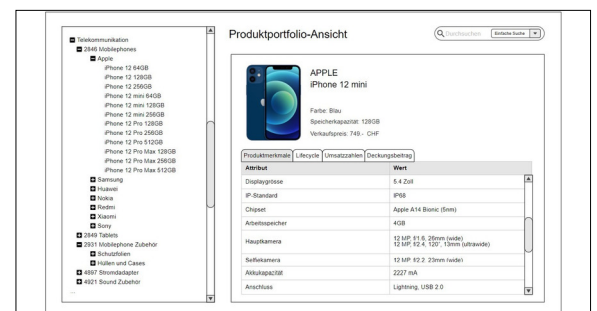 Telekommunikation
2846 Mobilephones
Apple
iPhone 12 64GB
iPhone 12 128GB
iPhone 12 256GB
iPhone 12 mini 64GB
iPhone 12 mini 128GB
iPhone 12 mini 256GB
iPhone 12 Pro 128GB
iPhone 12 Pro 256GB
iPhone 12 Pro 512GB
iPhone 12 Pro Max 128GB
iPhone 12 Pro Max 256GB
iPhone 12 Pro Max 512GB
Samsung
Huawei
Nokia
Redmi
Xiaomi
Sony
2849 Tablets
2931 Mobilephone Zubehör
Schutzfolien
Hüllen und Cases
4897 Stromdadapter
4921 Sound Zubehör
...
Produktportfolio-Ansicht
Durchsuchen Einfache Suche
APPLE
iPhone 12 mini
Farbe: Blau
Speicherkapazität: 128GB
Verkaufspreis: 749.- CHF
Produktmerkmale Lifecycle Umsatzzahlen Deckungsbeitrag
Attribut Wert
Displaygrösse 5.4 Zoll
IP-Standard IP68
Chipset Apple A14 Bionic (5nm)
Arbeitsspeicher 4GB
Hauptkamera 12 MP, f/1.6, 26mm (wide)
12 MP, f/2.4, 120°, 13mm (ultrawide)
Selfiekamera 12 MP, f/2.2, 23mm (wide)
Akkukapazität 2227 mA
Anschluss Lightning, USB 2.0